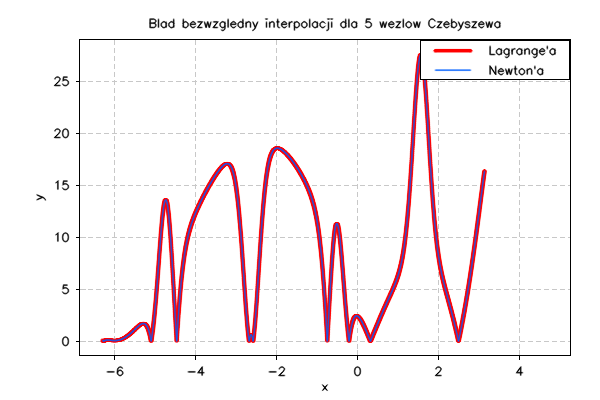 Blad bezwzgledny interpolacji dla 5 wezlow Czebyszewa
Lagrange'a
Newton'a
25
20
15
10
5
0
y
−6 −4 −2 0 2 4
x